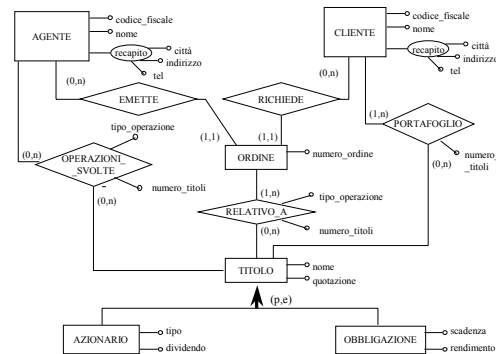 codice_fiscale
AGENTE
nome
recapito
città
indirizzo
tel
(0,n)
codice_fiscale
CLIENTE
nome
recapito
città
indirizzo
tel
(0,n)
EMETTE
RICHIEDE
(1,n)
PORTAFOGLIO
tipo_operazione
(1,1)
(1,1)
(0,n)
OPERAZIONI_
_SVOLTE
ORDINE
numero_ordine
numero_
_titoli
(0,n)
numero_titoli
(0,n)
(1,n)
tipo_operazione
RELATIVO_A
(0,n)
numero_titoli
TITOLO
nome
quotazione
(p,e)
AZIONARIO
tipo
dividendo
OBBLIGAZIONE
scadenza
rendimento